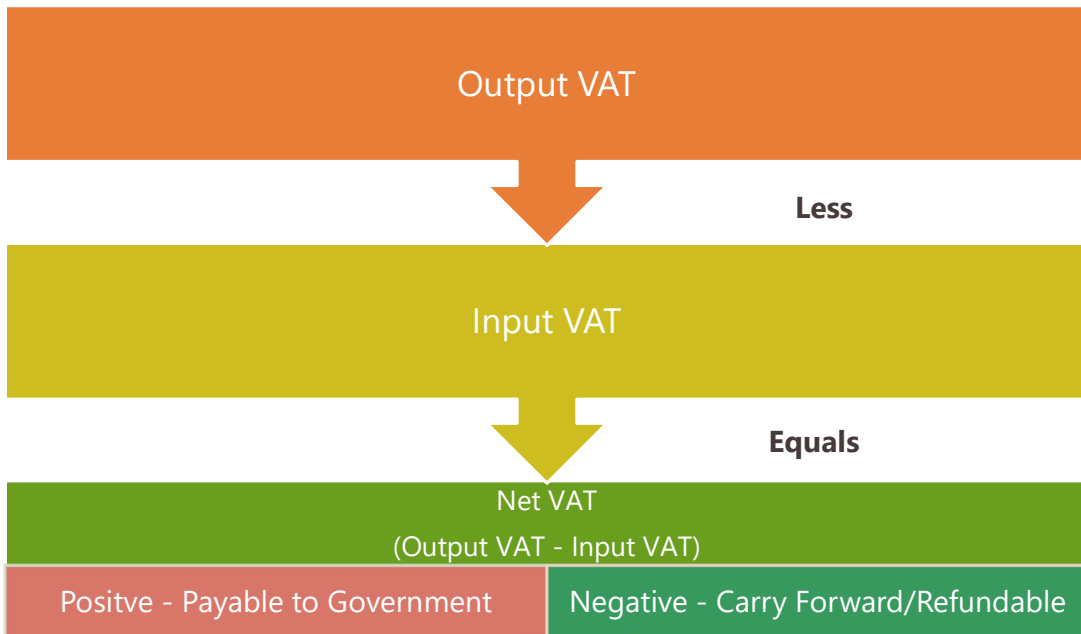 Output VAT
Less
Input VAT
Equals
Net VAT
(Output VAT - Input VAT)
Positve - Payable to Government
Negative - Carry Forward/Refundable